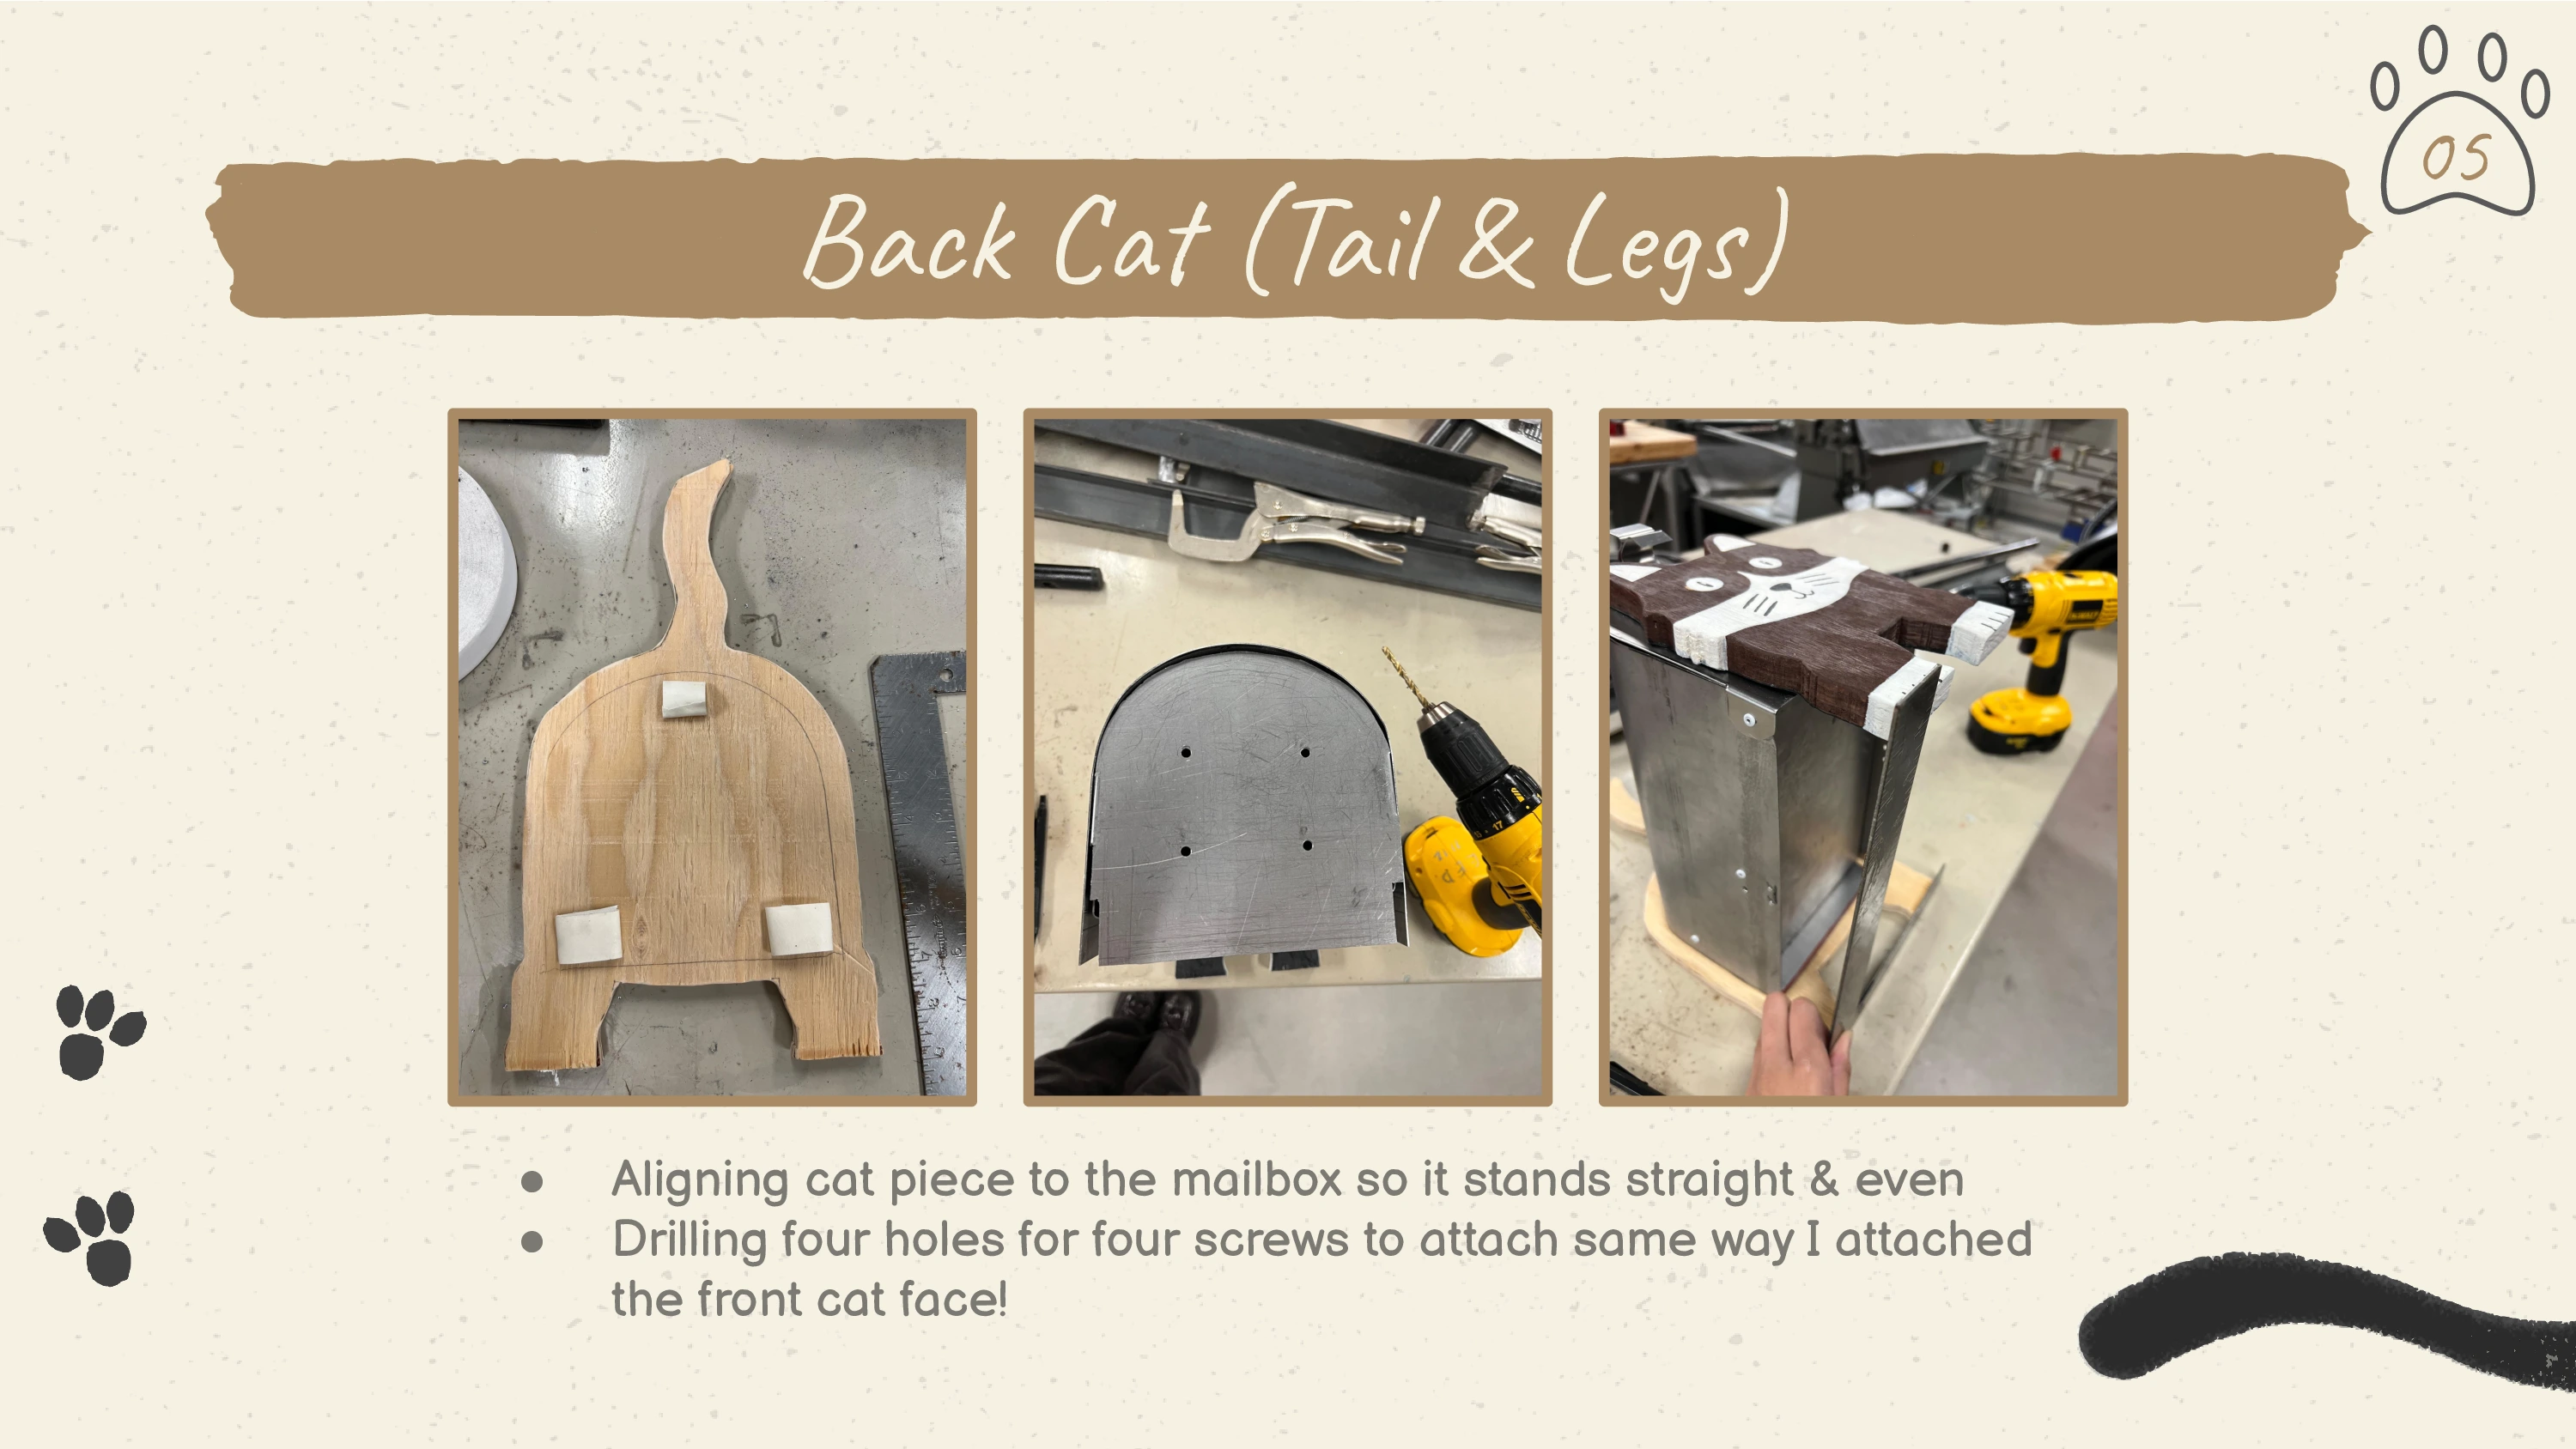 05
Back Cat (Tail & Legs)
● Aligning cat piece to the mailbox so it stands straight & even
● Drilling four holes for four screws to attach same way I attached
the front cat face!